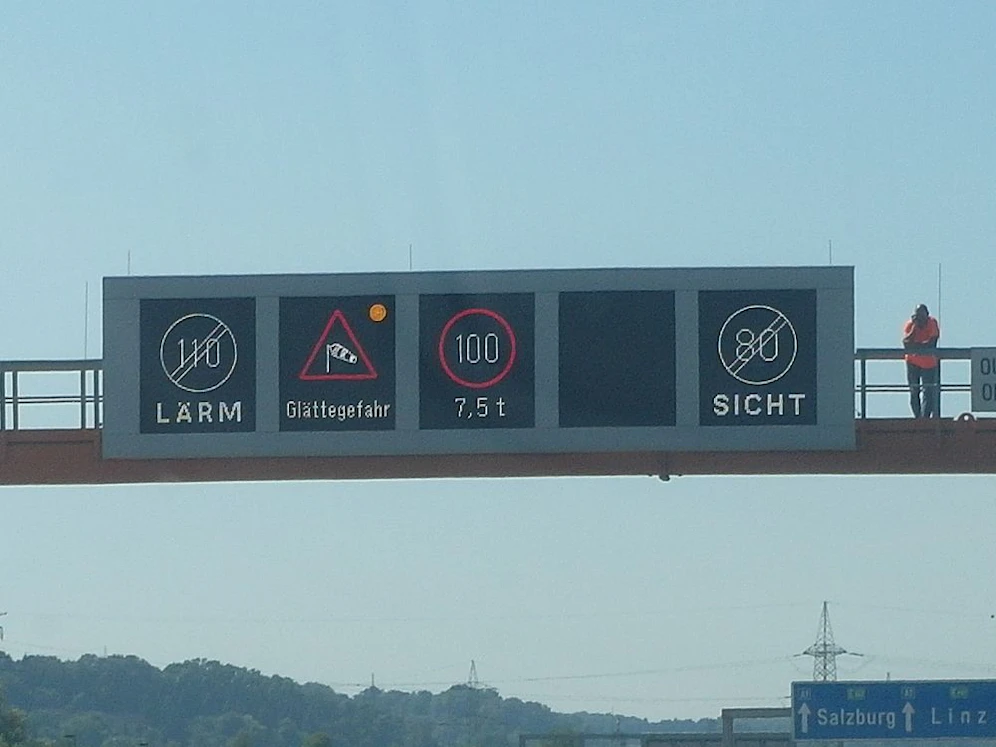 110
LÄRM
Glättegefahr
100
7,5 t
80
SICHT
Salzburg
Linz